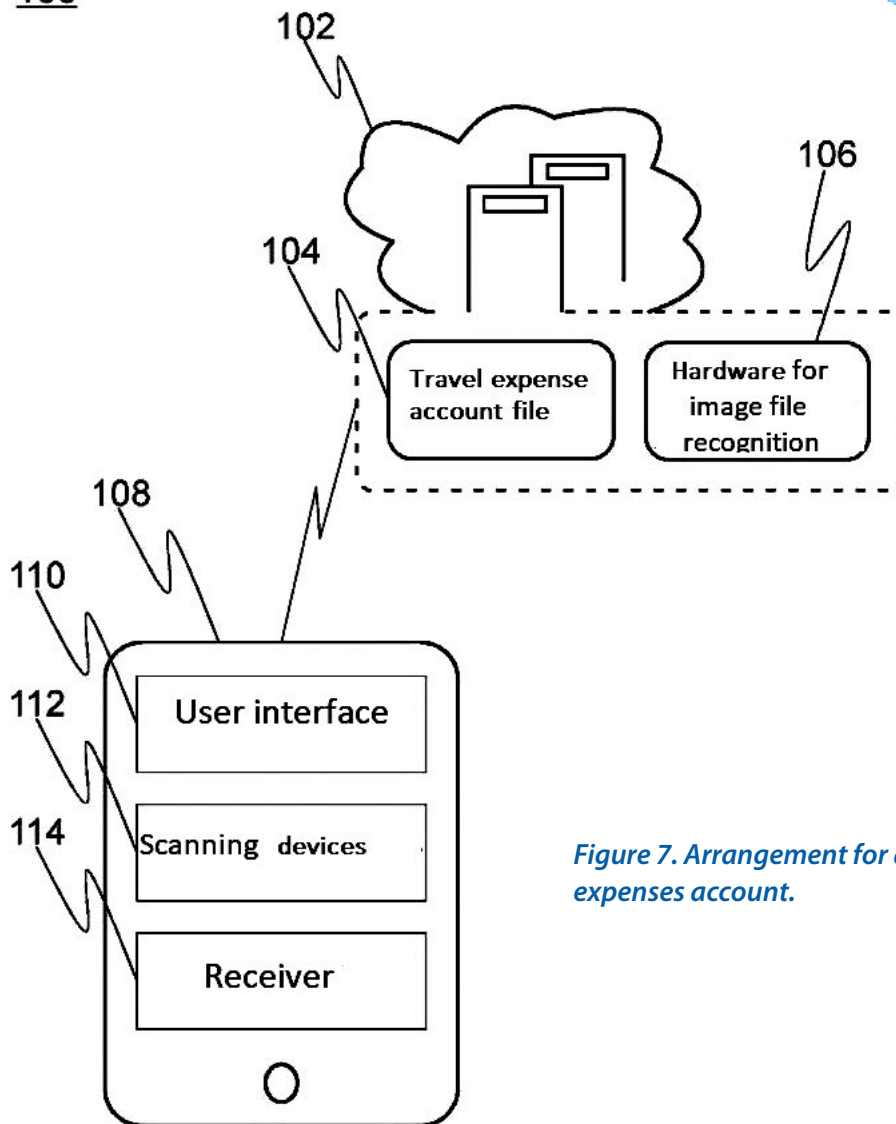 102
106
104
Travel expense
account file
Hardware for
image file
recognition
108
110
User interface
112
Scanning devices
114
Receiver
Figure 7. Arrangement for
expenses account.